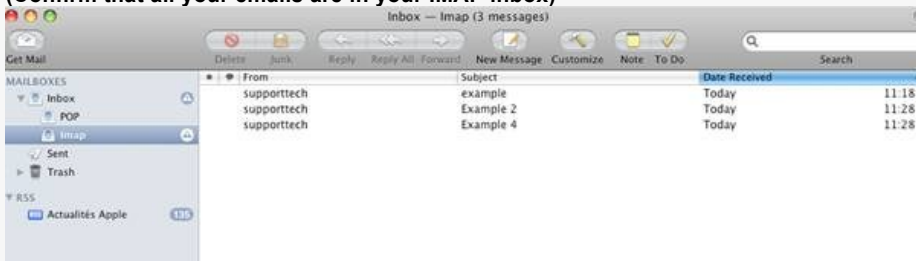 (Confirm that all your emails are in your IMAP Inbox)
Inbox — Imap (3 messages)
Get Mail Delete Junk Reply Reply All Forward New Message Customize Note To Do Search
MAILBOXES
From Subject Date Received
Inbox
supporttech example Today 11:18
POP
supporttech Example 2 Today 11:28
Imap
supporttech Example 4 Today 11:28
Sent
Trash
RSS
Actualités Apple